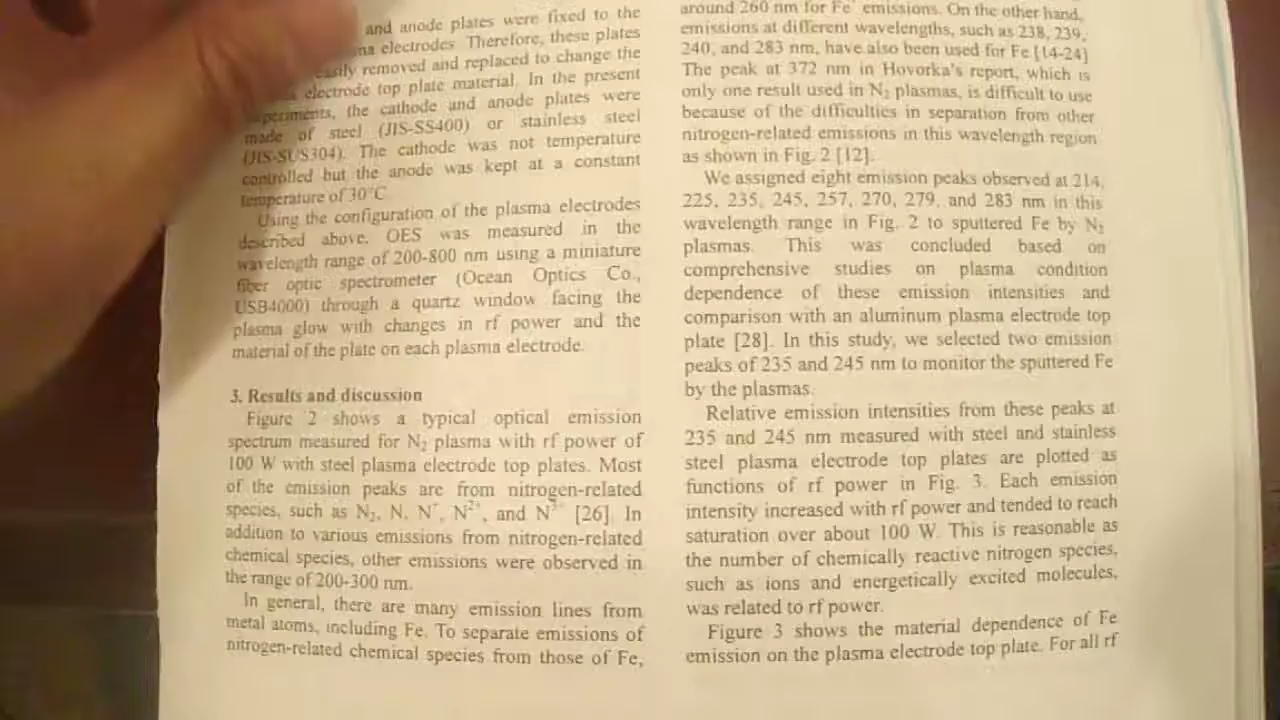 and anode plates were fixed to the
electrodes. Therefore, these plates
easily removed and replaced to change the
electrode top plate material. In the present
experiments, the cathode and anode plates were
made of steel (JIS-SS400) or stainless steel
(JIS-SUS304). The cathode was not temperature
controlled but the anode was kept at a constant
temperature of 30°C.
Using the configuration of the plasma electrodes
described above, OES was measured in the
wavelength range of 200-800 nm using a miniature
fiber optic spectrometer (Ocean Optics Co.,
USB4000) through a quartz window facing the
plasma glow with changes in rf power and the
material of the plate on each plasma electrode.
3. Results and discussion
Figure 2 shows a typical optical emission
spectrum measured for N₂ plasma with rf power of
100 W with steel plasma electrode top plates. Most
of the emission peaks are from nitrogen-related
species, such as N₂, N, N⁺, N²⁺, and N³⁺ [26]. In
addition to various emissions from nitrogen-related
chemical species, other emissions were observed in
the range of 200-300 nm.
In general, there are many emission lines from
metal atoms, including Fe. To separate emissions of
nitrogen-related chemical species from those of Fe,
around 260 nm for Fe⁺ emissions. On the other hand,
emissions at different wavelengths, such as 238, 239,
240, and 283 nm, have also been used for Fe [14-24]
The peak at 372 nm in Hovorka's report, which is
only one result used in N₂ plasmas, is difficult to use
because of the difficulties in separation from other
nitrogen-related emissions in this wavelength region
as shown in Fig. 2 [12].
We assigned eight emission peaks observed at 214,
225, 235, 245, 257, 270, 279, and 283 nm in this
wavelength range in Fig. 2 to sputtered Fe by N₂
plasmas. This was concluded based on
comprehensive studies on plasma condition
dependence of these emission intensities and
comparison with an aluminum plasma electrode top
plate [28]. In this study, we selected two emission
peaks of 235 and 245 nm to monitor the sputtered Fe
by the plasmas.
Relative emission intensities from these peaks at
235 and 245 nm measured with steel and stainless
steel plasma electrode top plates are plotted as
functions of rf power in Fig. 3. Each emission
intensity increased with rf power and tended to reach
saturation over about 100 W. This is reasonable as
the number of chemically reactive nitrogen species,
such as ions and energetically excited molecules,
was related to rf power.
Figure 3 shows the material dependence of Fe
emission on the plasma electrode top plate. For all rf